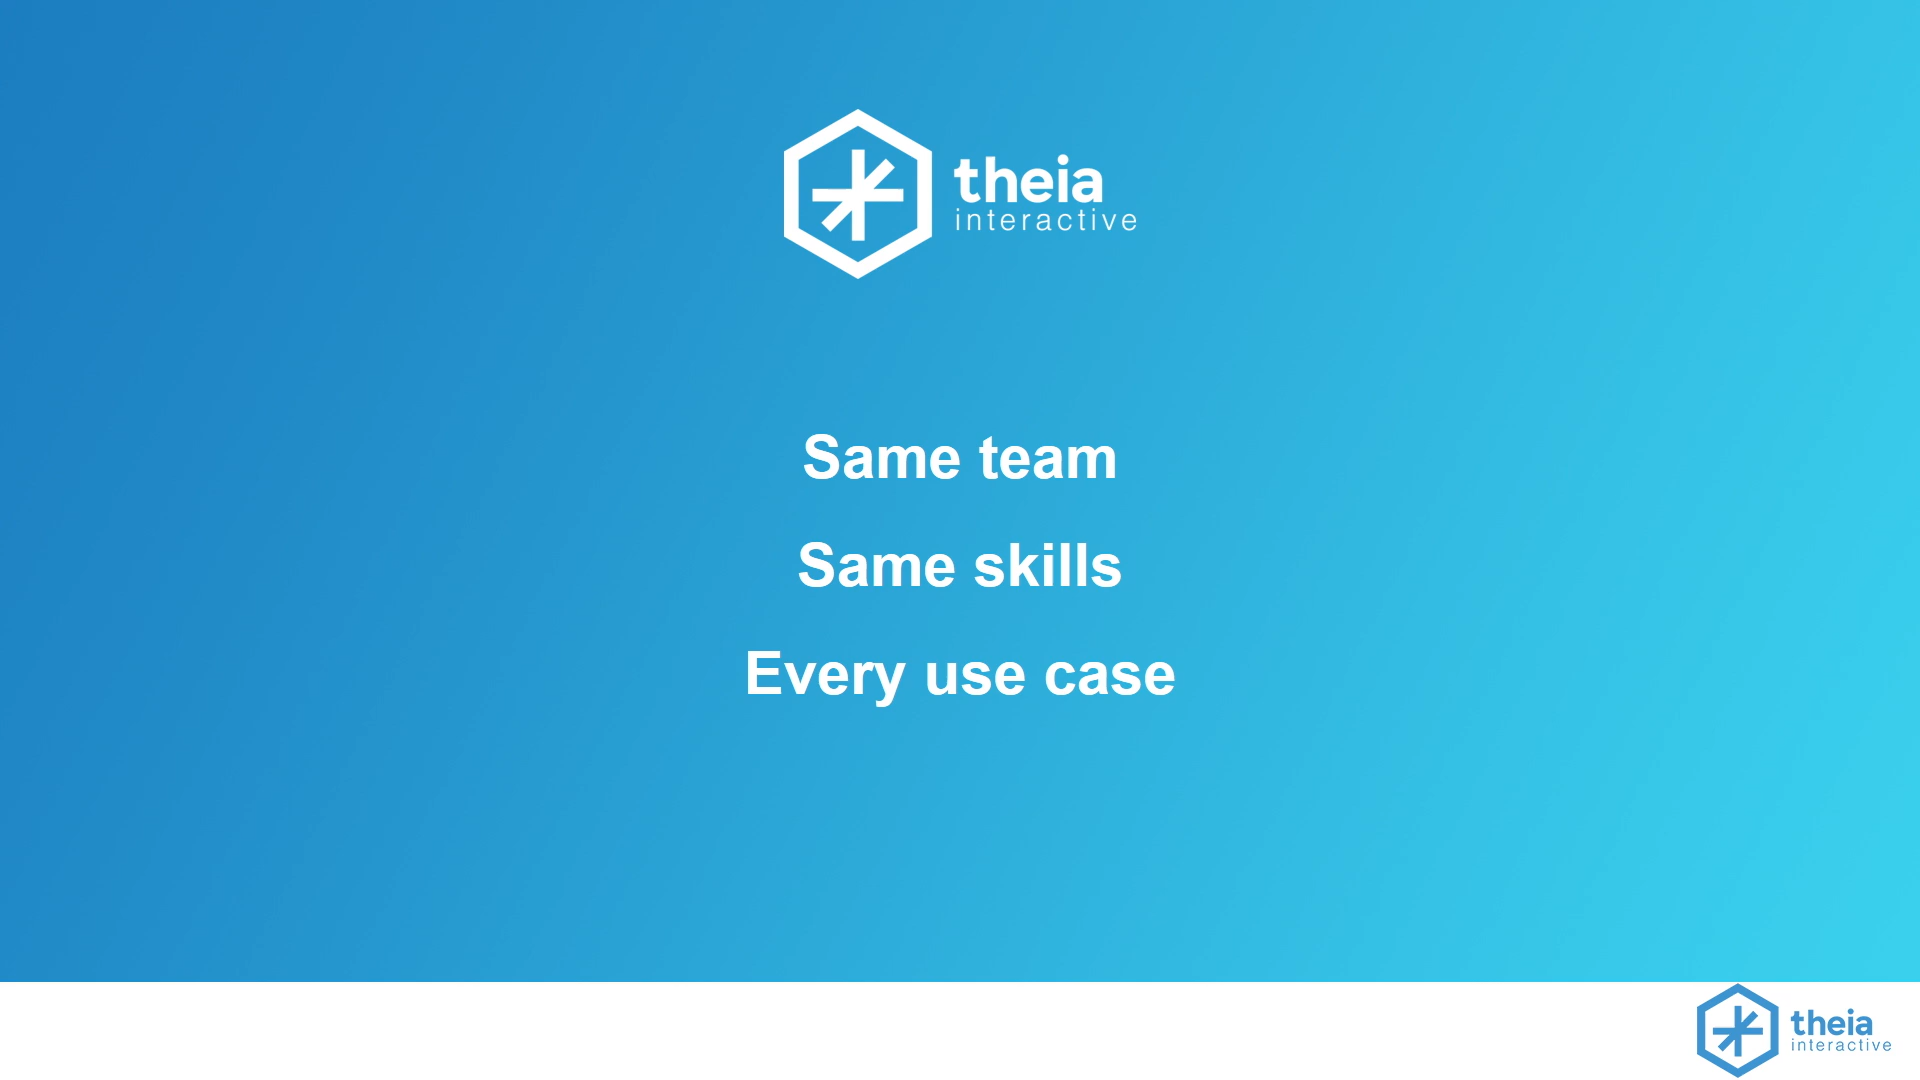 theia
interactive
Same team
Same skills
Every use case
theia
interactive